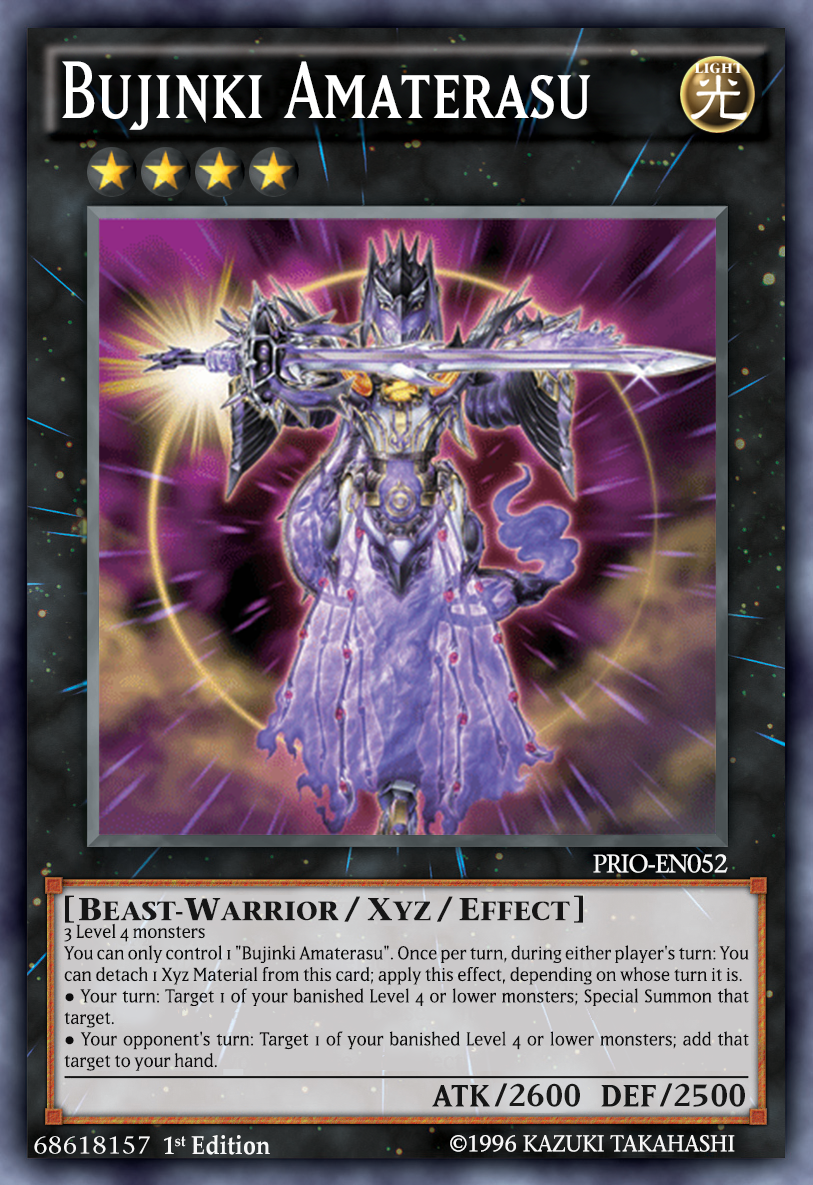 Bujinki Amaterasu
LIGHT
光
PRIO-EN052
[Beast-Warrior / Xyz / Effect]
3 Level 4 monsters
You can only control 1 "Bujinki Amaterasu". Once per turn, during either player's turn: You
can detach 1 Xyz Material from this card; apply this effect, depending on whose turn it is.
● Your turn: Target 1 of your banished Level 4 or lower monsters; Special Summon that
target.
● Your opponent's turn: Target 1 of your banished Level 4 or lower monsters; add that
target to your hand.
ATK/2600 DEF/2500
68618157 1st Edition
©1996 KAZUKI TAKAHASHI